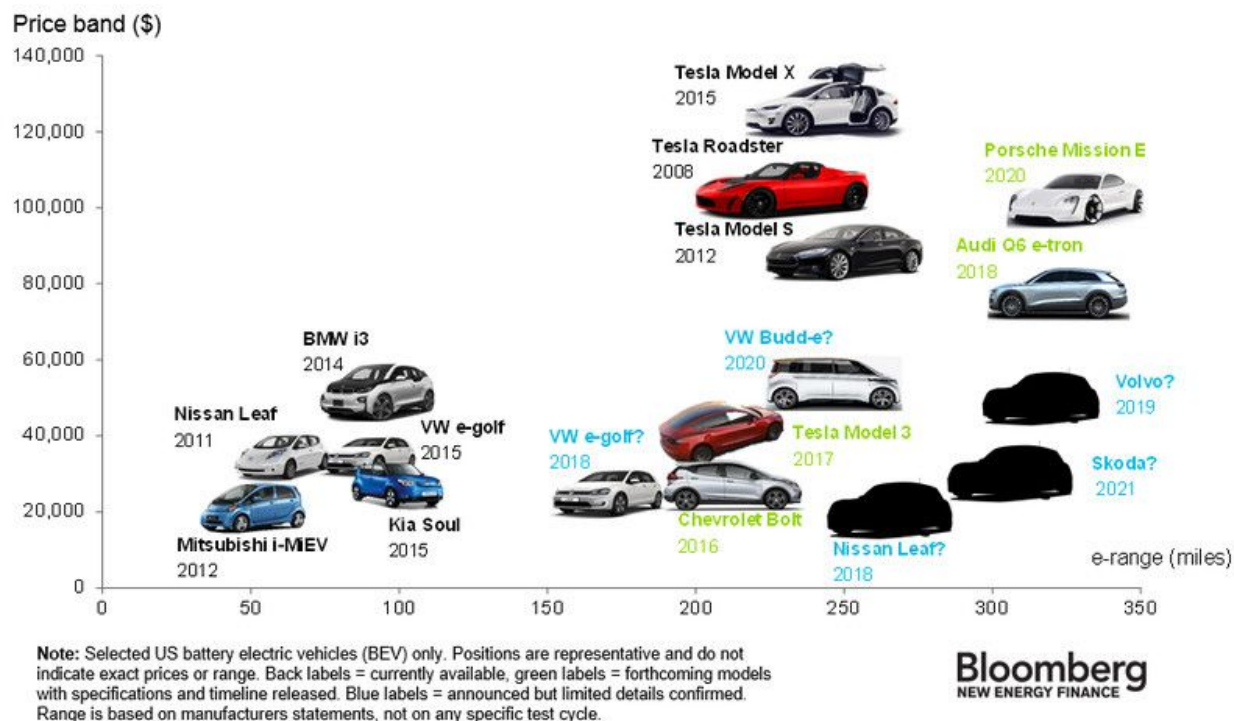 Price band ($)
140,000
120,000
100,000
80,000
60,000
40,000
20,000
0
Tesla Model X
2015
Tesla Roadster
2008
Porsche Mission E
2020
Tesla Model S
2012
Audi Q6 e-tron
2018
BMW i3
2014
VW Budd-e?
2020
Volvo?
2019
Nissan Leaf
2011
VW e-golf
2015
VW e-golf?
2018
Tesla Model 3
2017
Skoda?
2021
Kia Soul
2015
Chevrolet Bolt
2016
Mitsubishi i-MiEV
2012
Nissan Leaf?
2018
e-range (miles)
0 50 100 150 200 250 300 350
Note: Selected US battery electric vehicles (BEV) only. Positions are representative and do not
indicate exact prices or range. Back labels = currently available, green labels = forthcoming models
with specifications and timeline released. Blue labels = announced but limited details confirmed.
Range is based on manufacturers statements, not on any specific test cycle.
Bloomberg
NEW ENERGY FINANCE